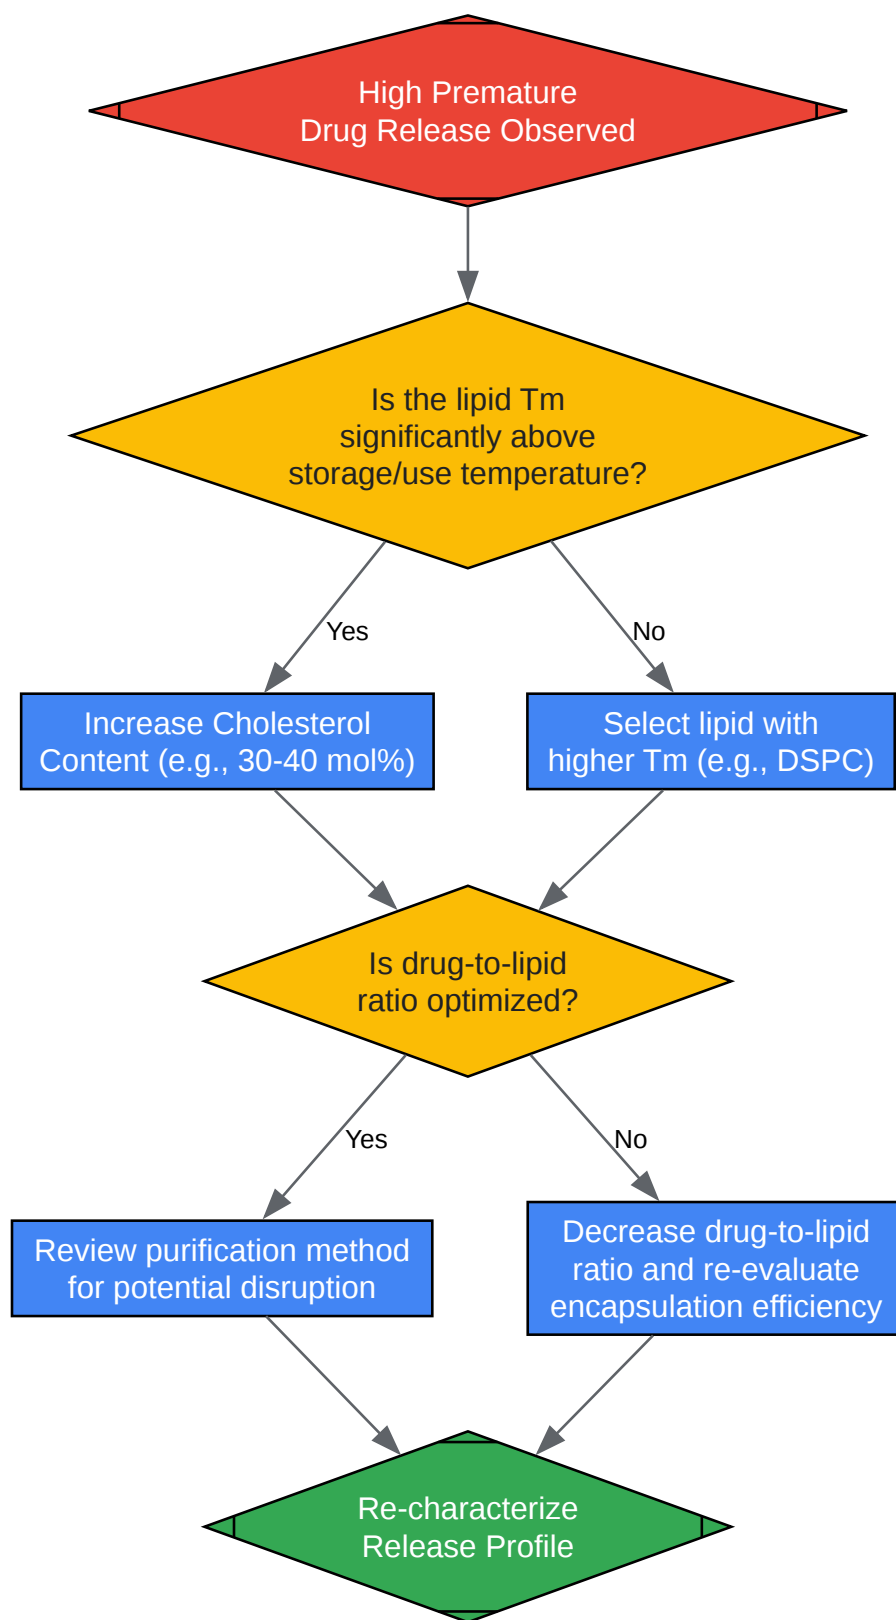 High Premature
Drug Release Observed
Is the lipid Tm
significantly above
storage/use temperature?
Yes
No
Increase Cholesterol
Content (e.g., 30-40 mol%)
Select lipid with
higher Tm (e.g., DSPC)
Is drug-to-lipid
ratio optimized?
Yes
No
Review purification method
for potential disruption
Decrease drug-to-lipid
ratio and re-evaluate
encapsulation efficiency
Re-characterize
Release Profile